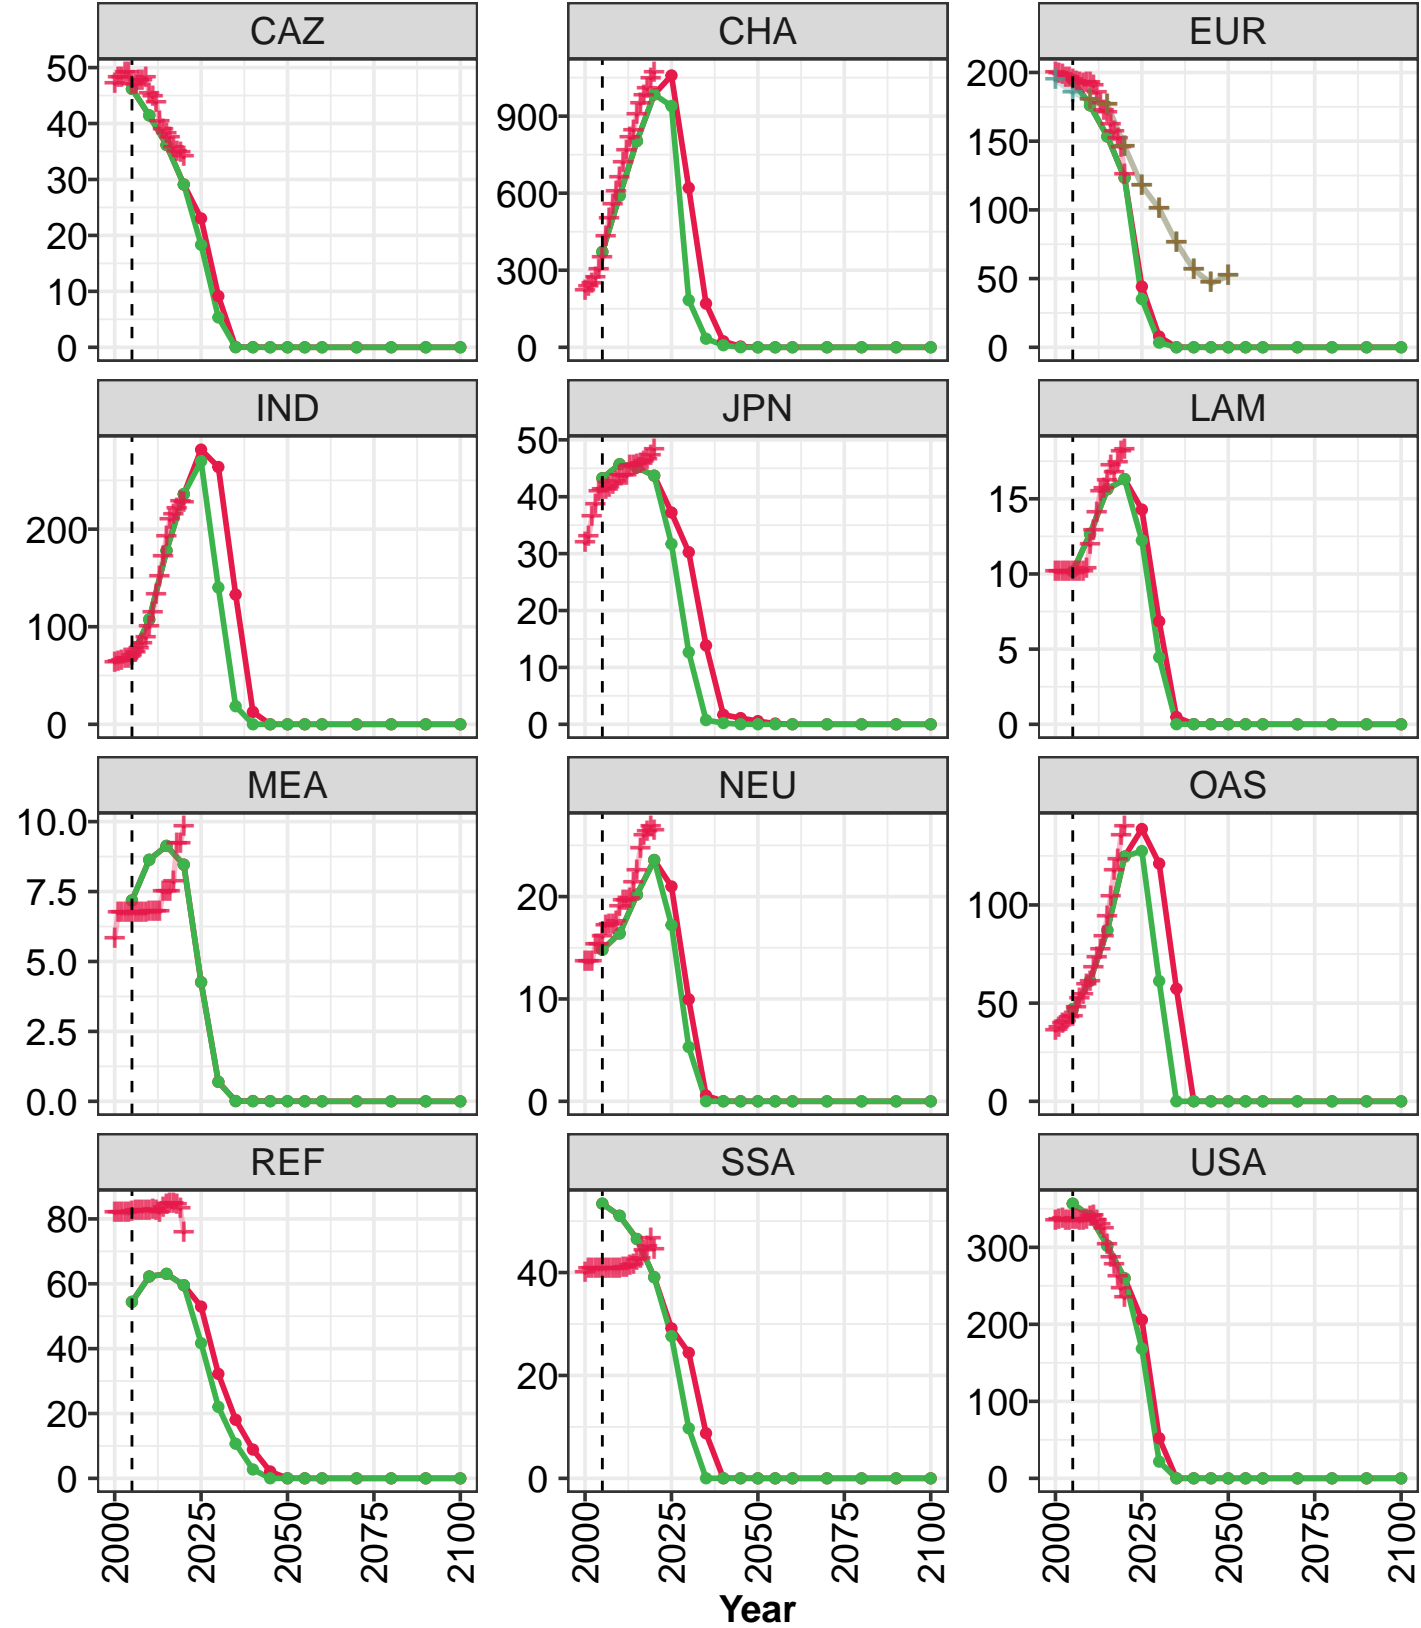 CAZ CHA EUR
50 40 30 20 10 0
900 600 300 0
200 150 100 50 0
IND JPN LAM
200 100 0
50 40 30 20 10 0
15 10 5 0
MEA NEU OAS
10.0 7.5 5.0 2.5 0.0
20 10 0
100 50 0
REF SSA USA
80 60 40 20 0
40 20 0
300 200 100 0
2000 2025 2050 2075 2100 2000 2025 2050 2075 2100 2000 2025 2050 2075 2100
Year